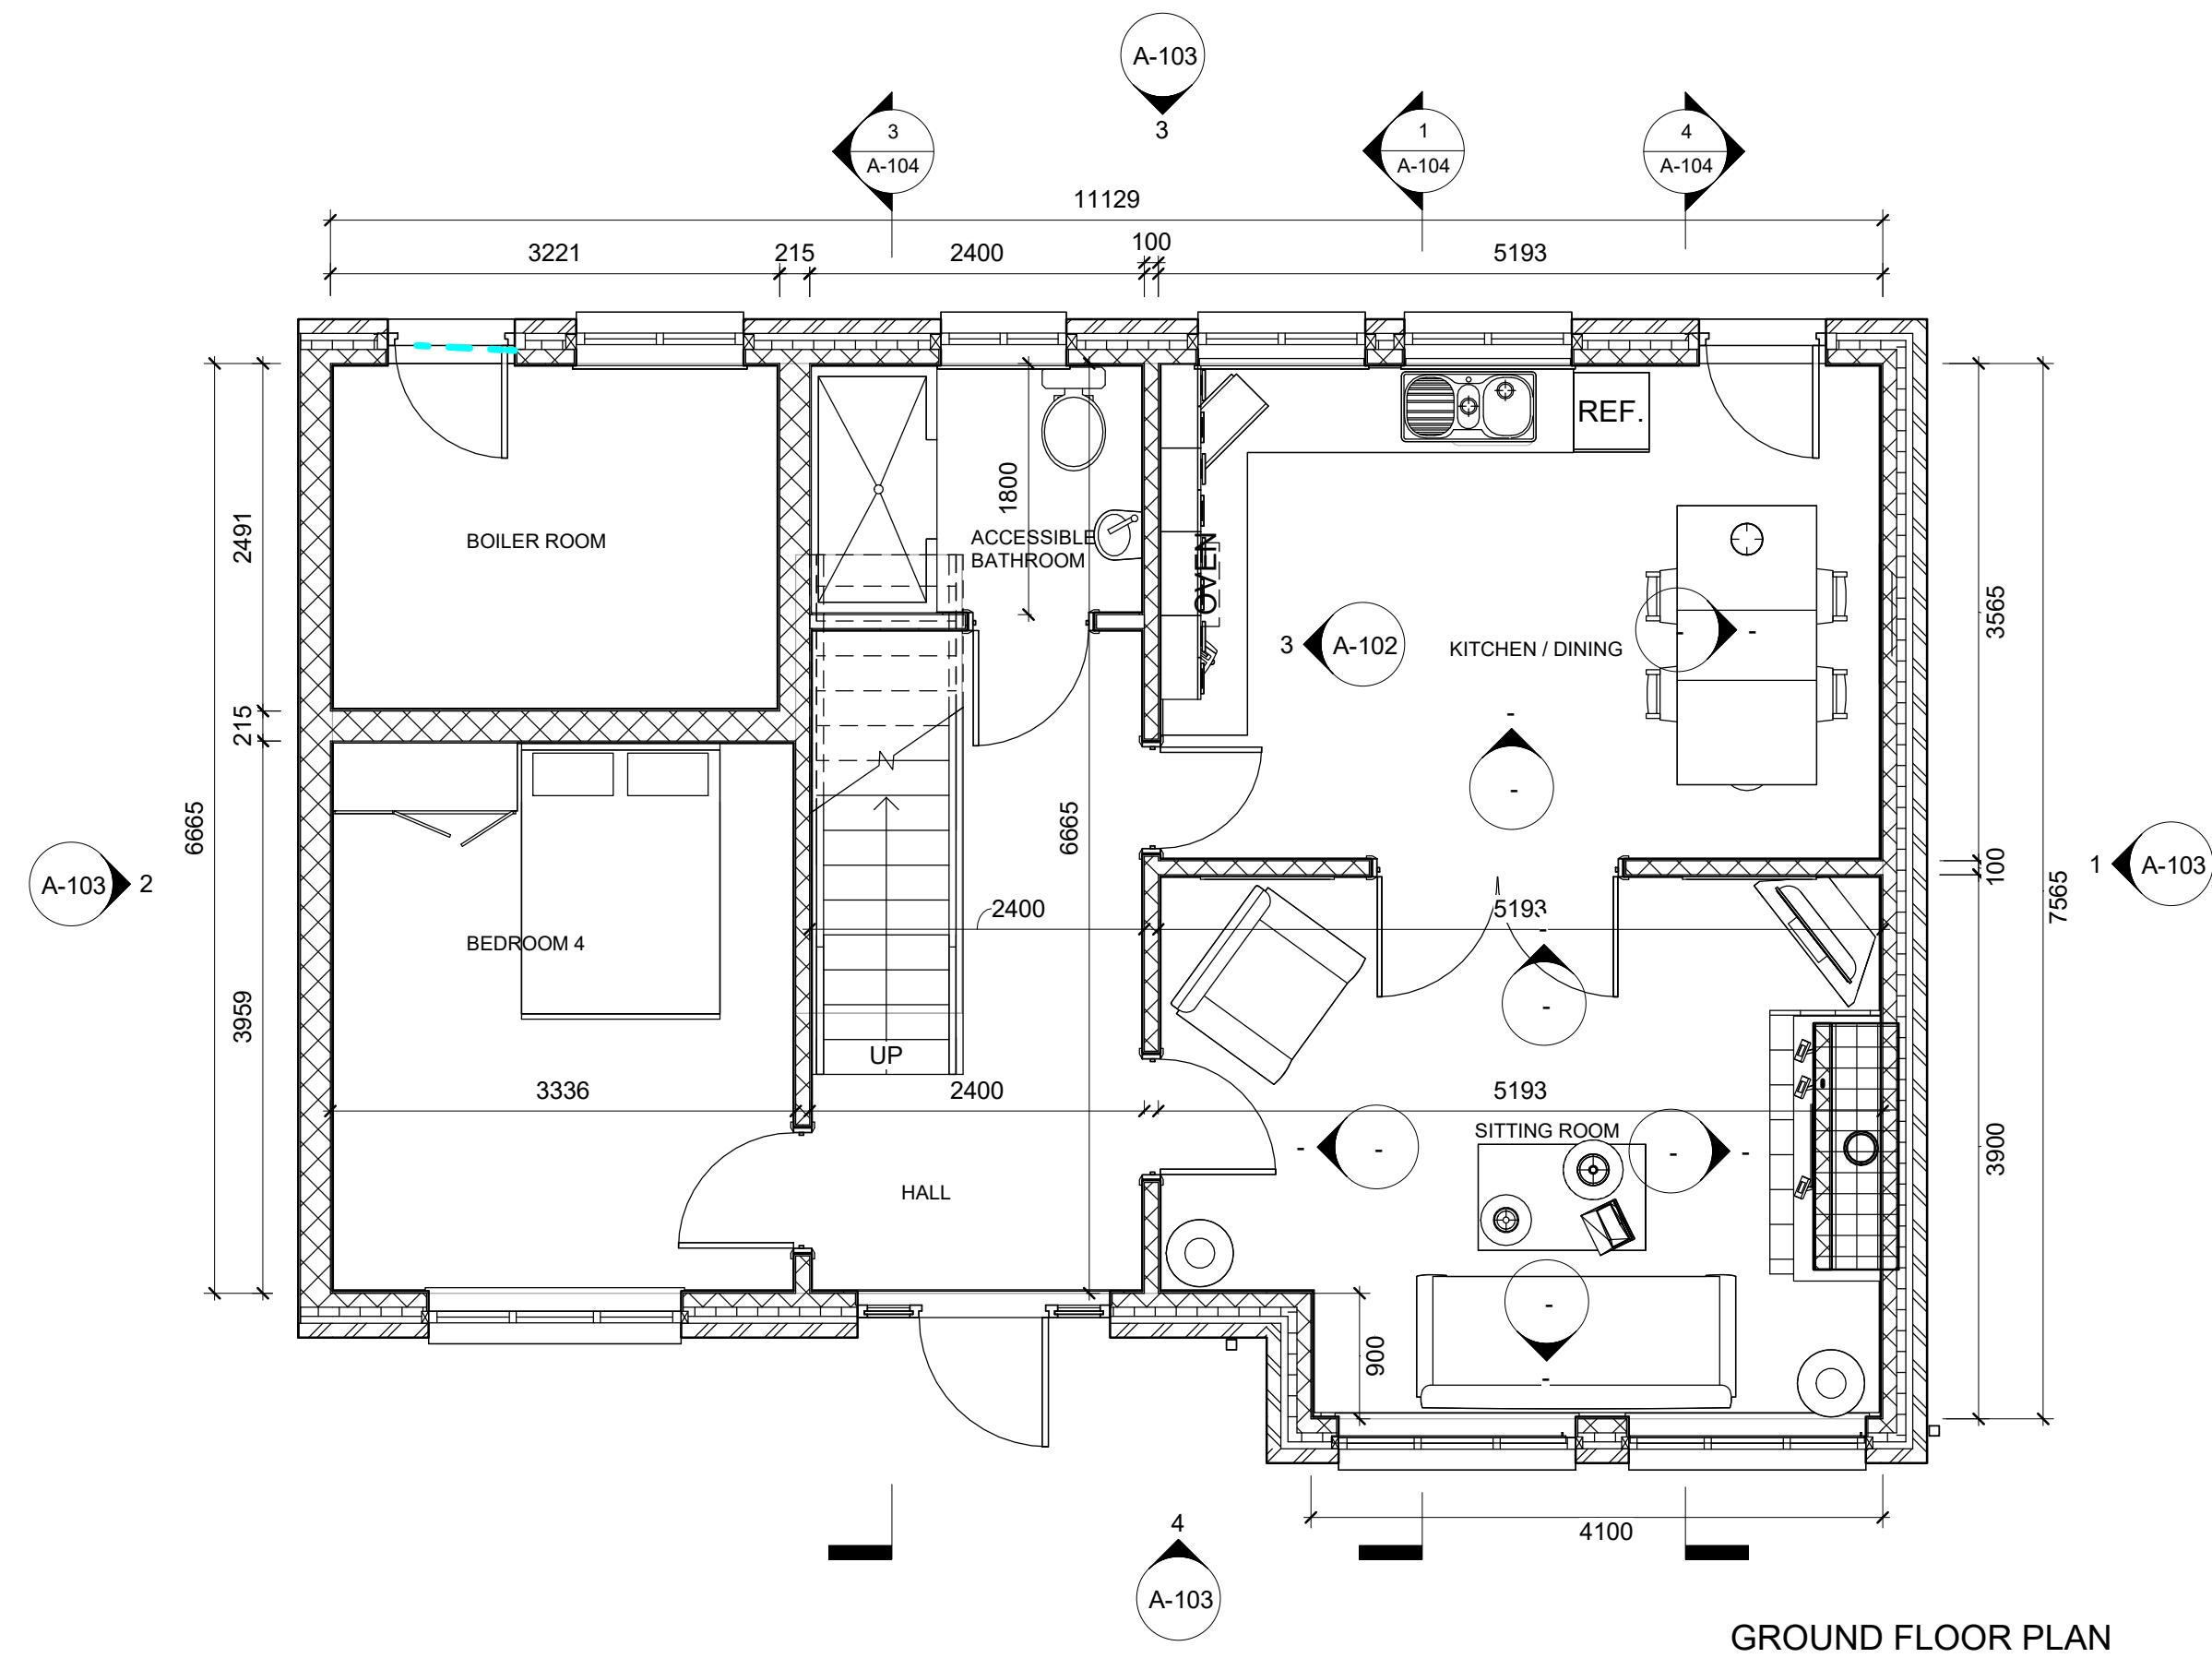 A-103
3
3
A-104
1
A-104
4
A-104
11129
3221
215
2400
100
5193
REF.
2491
BOILER ROOM
1800
ACCESSIBLE
BATHROOM
OVEN
3
A-102
KITCHEN / DINING
-
-
3565
215
-
-
6665
6665
A-103
2
1
A-103
100
7565
2400
5193
BEDROOM 4
-
-
3959
UP
3336
2400
5193
SITTING ROOM
-
-
-
-
3900
HALL
-
-
900
4100
4
A-103
GROUND FLOOR PLAN